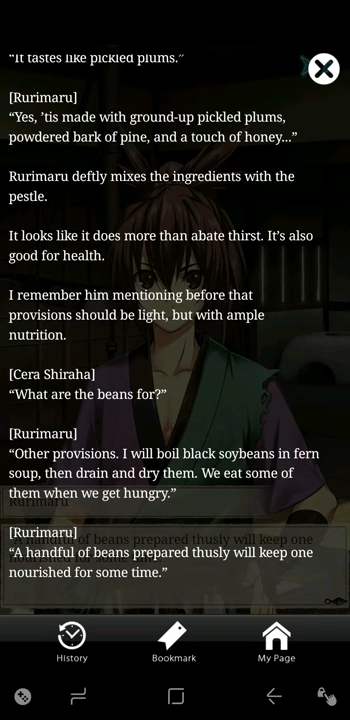 "It tastes like pickled plums."
[Rurimaru]
“Yes, ’tis made with ground-up pickled plums,
powdered bark of pine, and a touch of honey...”
Rurimaru deftly mixes the ingredients with the
pestle.
It looks like it does more than abate thirst. It’s also
good for health.
I remember him mentioning before that
provisions should be light, but with ample
nutrition.
[Cera Shiraha]
“What are the beans for?”
[Rurimaru]
“Other provisions. I will boil black soybeans in fern
soup, then drain and dry them. We eat some of
them when we get hungry.”
Rurimaru
[Rurimaru]
“A handful of beans prepared thusly will keep one
nourished for some time.”
History
Bookmark
My Page